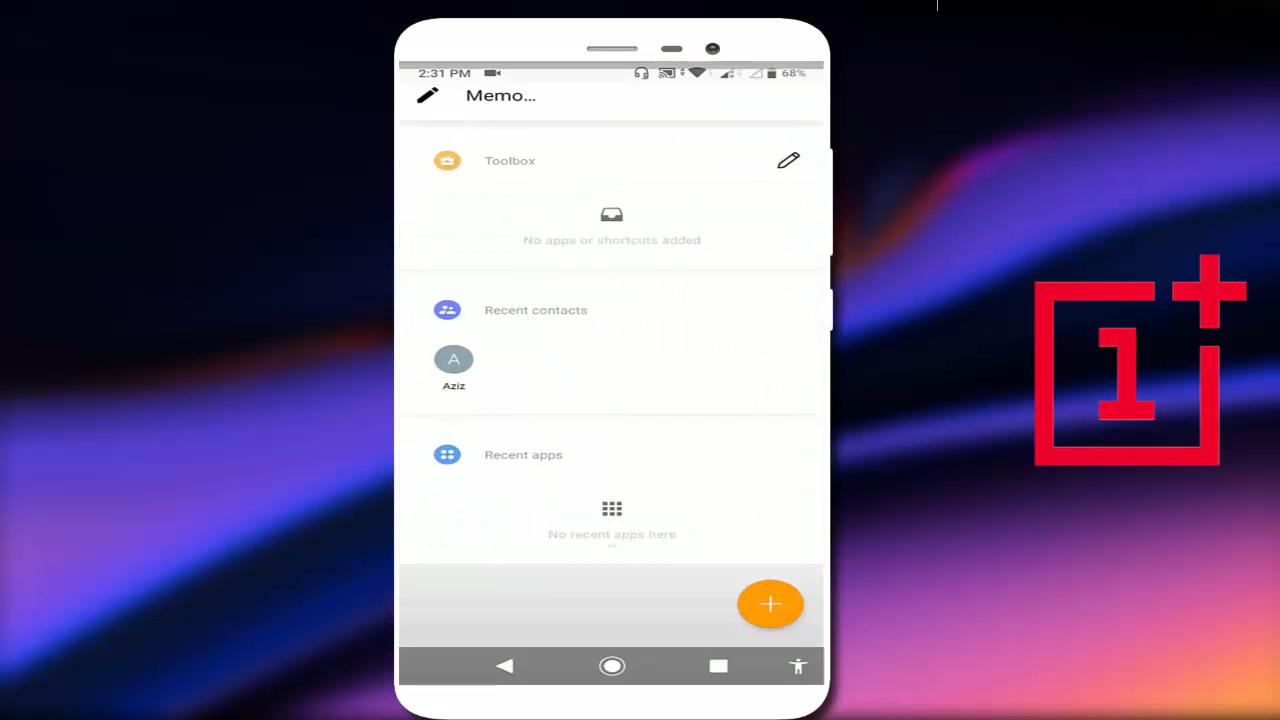 2:31 PM 68%
Memo...
Toolbox
No apps or shortcuts added
Recent contacts
A
Aziz
Recent apps
No recent apps here
1+